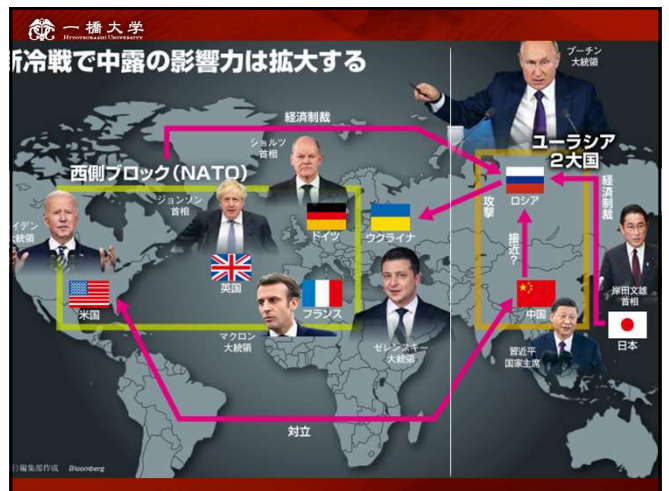 一橋大学
HITOTSUBASHI UNIVERSITY
新冷戦で中露の影響力は拡大する
プーチン
大統領
経済制裁
ショルツ
首相
ユーラシア
2大国
西側ブロック(NATO)
ジョンソン
首相
イデン
大統領
ドイツ
ウクライナ
攻撃
ロシア
経済制裁
接近?
英国
米国
フランス
中国
岸田文雄
首相
日本
マクロン
大統領
ゼレンスキー
大統領
習近平
国家主席
対立
編集部作成 Bloomberg